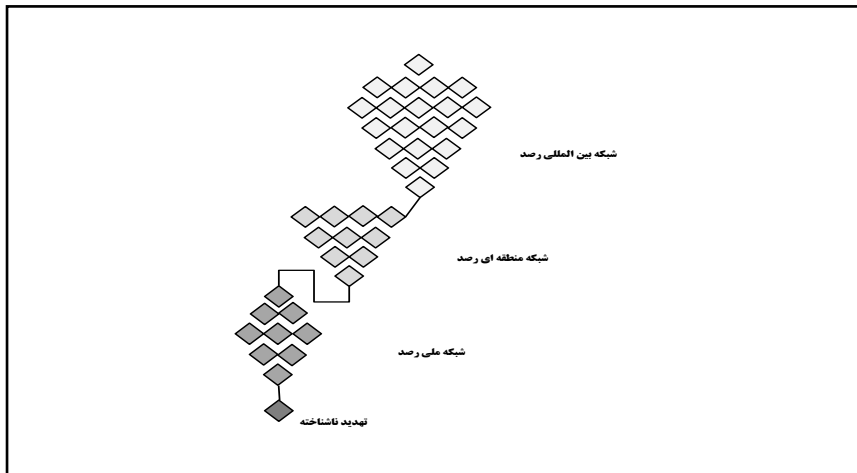 شبکه بین المللی رصد
شبکه منطقه ای رصد
شبکه ملی رصد
تهدید ناشناخته